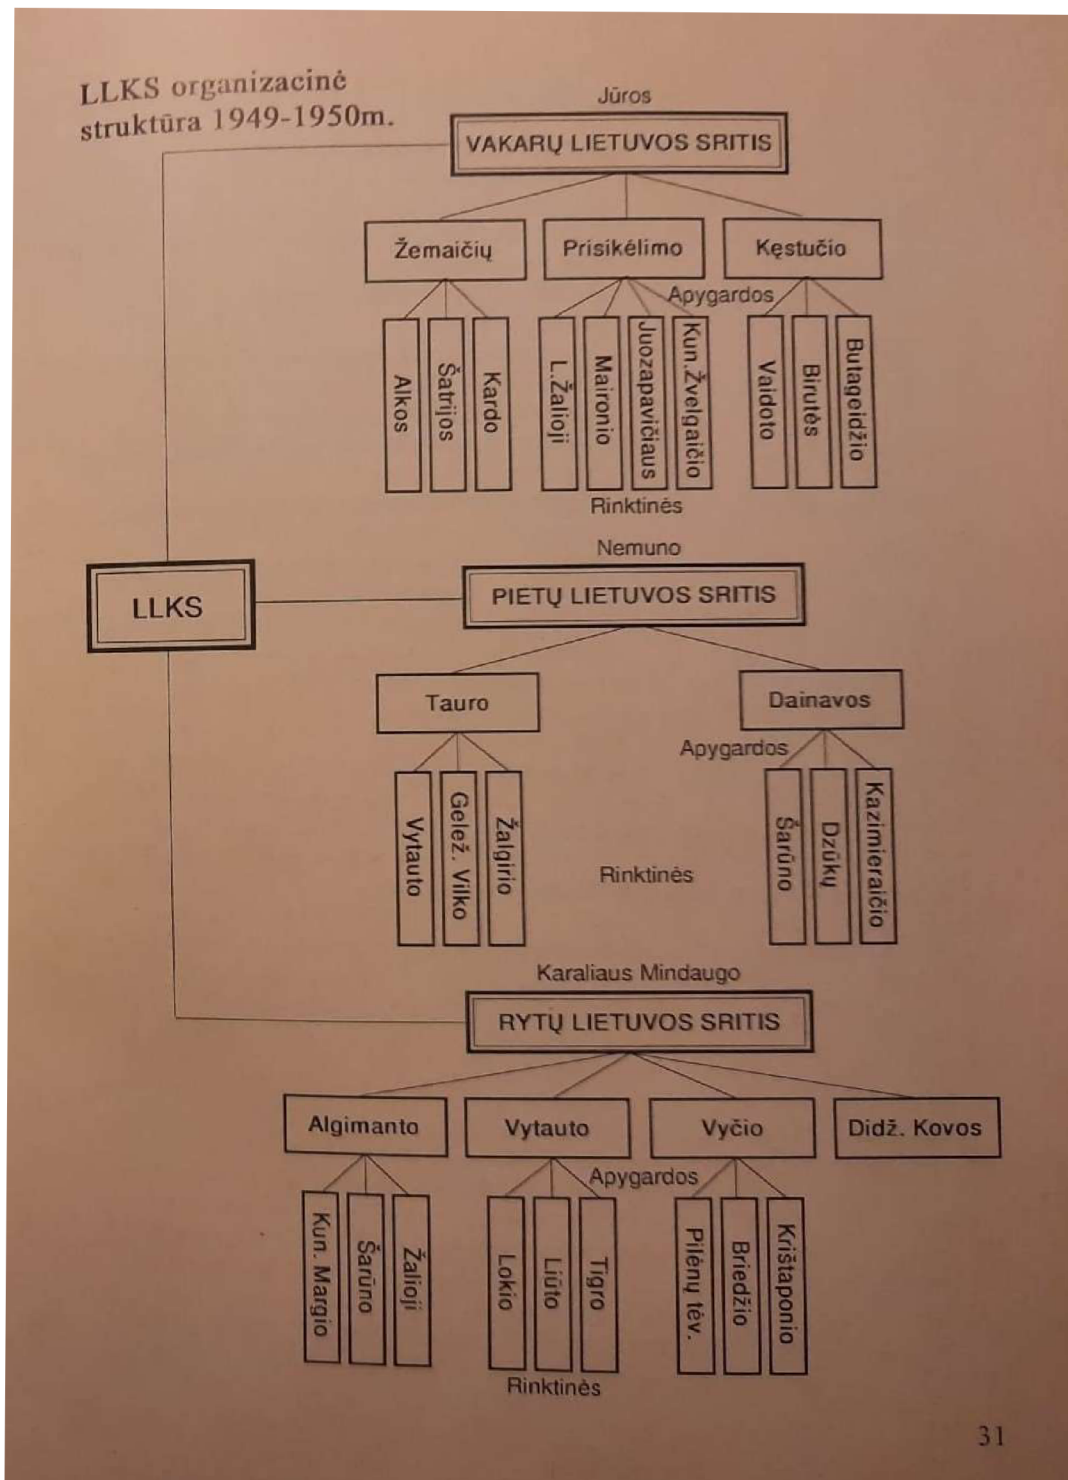 LLKS organizacinė
struktūra 1949-1950m.
Jūros
VAKARŲ LIETUVOS SRITIS
Žemaičių
Prisikėlimo
Kęstučio
Apygardos
Alkos
Šatrijos
Kardo
L.Žalioji
Maironio
Juozapavičiaus
Kun.Žvelgaičio
Vaidoto
Birutės
Butageidžio
Rinktinės
Nemuno
LLKS
PIETŲ LIETUVOS SRITIS
Tauro
Dainavos
Apygardos
Vytauto
Gelež. Vilko
Žalgirio
Rinktinės
Šarūno
Dzūkų
Kazimieraičio
Karaliaus Mindaugo
RYTŲ LIETUVOS SRITIS
Algimanto
Vytauto
Vyčio
Didž. Kovos
Apygardos
Kun. Margio
Šarūno
Žalioji
Lokio
Liūto
Tigro
Pilėnų tėv.
Briedžio
Krištaponio
Rinktinės
31